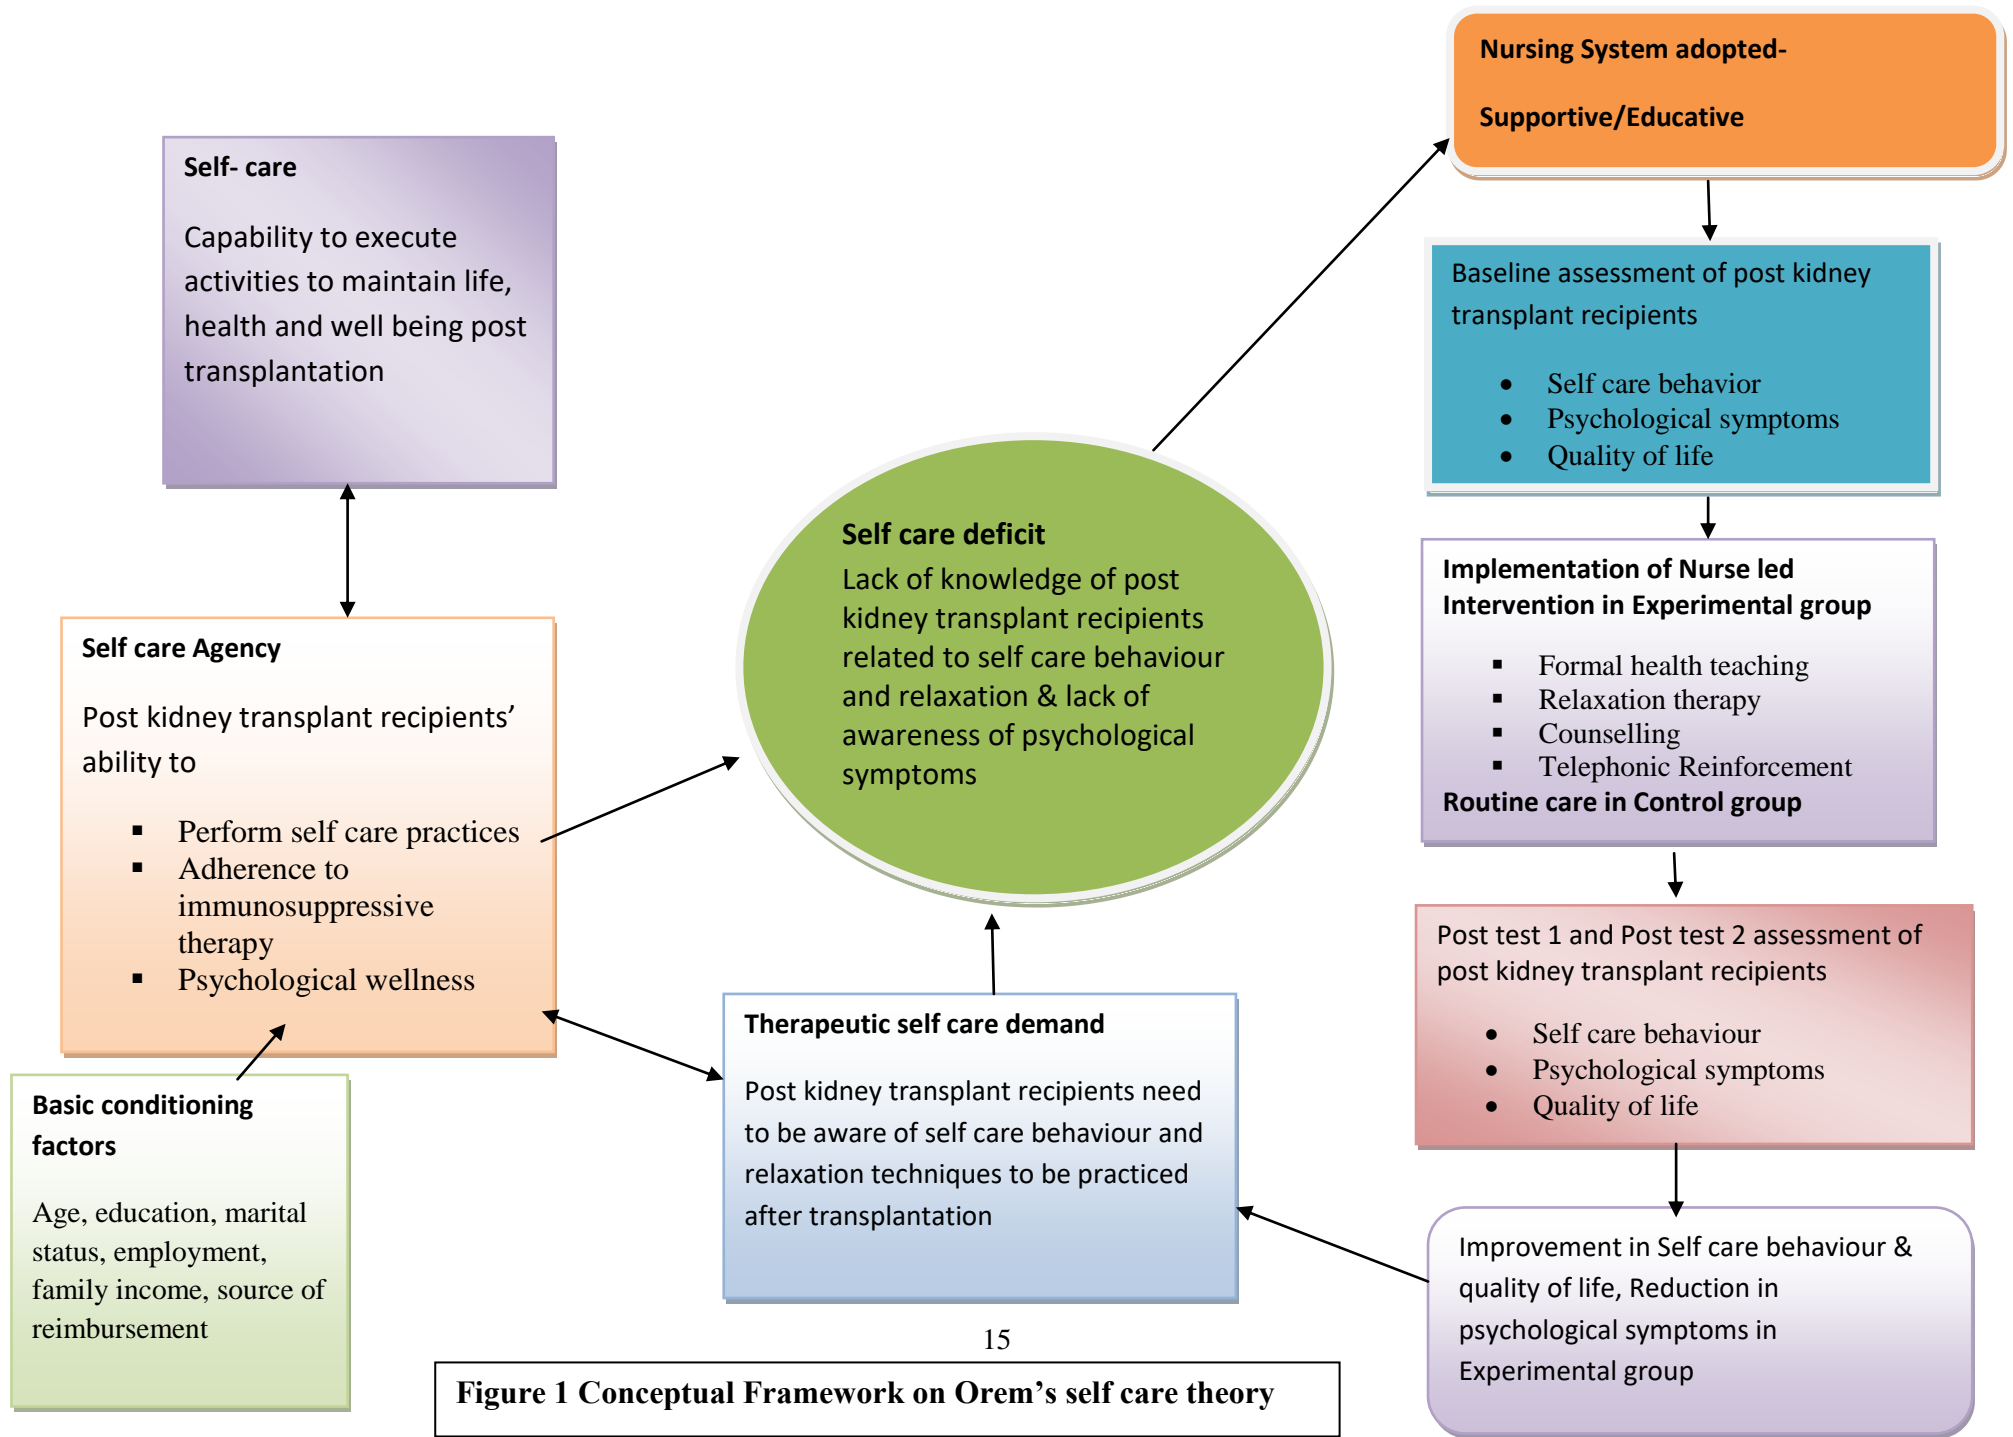 Nursing System adopted-
Supportive/Educative
Self- care
Capability to execute
activities to maintain life,
health and well being post
transplantation
Baseline assessment of post kidney
transplant recipients
• Self care behavior
• Psychological symptoms
• Quality of life
Self care deficit
Lack of knowledge of post
kidney transplant recipients
related to self care behaviour
and relaxation & lack of
awareness of psychological
symptoms
Implementation of Nurse led
Intervention in Experimental group
▪ Formal health teaching
▪ Relaxation therapy
▪ Counselling
▪ Telephonic Reinforcement
Routine care in Control group
Self care Agency
Post kidney transplant recipients’
ability to
▪ Perform self care practices
▪ Adherence to
immunosuppressive
therapy
▪ Psychological wellness
Post test 1 and Post test 2 assessment of
post kidney transplant recipients
• Self care behaviour
• Psychological symptoms
• Quality of life
Therapeutic self care demand
Post kidney transplant recipients need
to be aware of self care behaviour and
relaxation techniques to be practiced
after transplantation
Basic conditioning
factors
Age, education, marital
status, employment,
family income, source of
reimbursement
Improvement in Self care behaviour &
quality of life, Reduction in
psychological symptoms in
Experimental group
15
Figure 1 Conceptual Framework on Orem’s self care theory